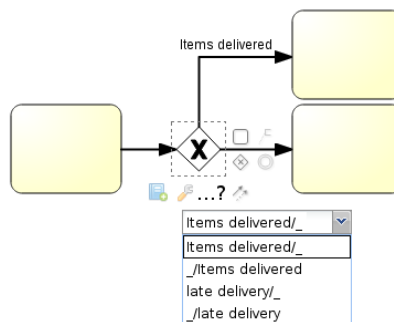 Items delivered
X
...?
Items delivered/_
Items delivered/_
_/Items delivered
late delivery/_
_/late delivery